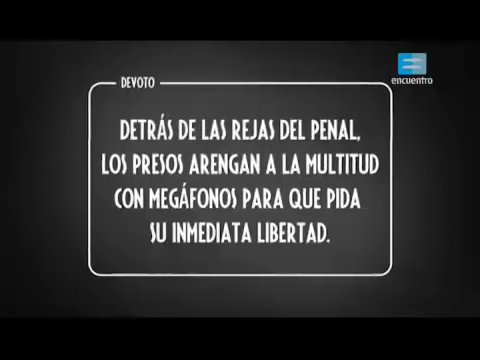 encuentro
DEVOTO
DETRÁS DE LAS REJAS DEL PENAL,
LOS PRESOS ARENGAN A LA MULTITUD
CON MEGÁFONOS PARA QUE PIDA
SU INMEDIATA LIBERTAD.